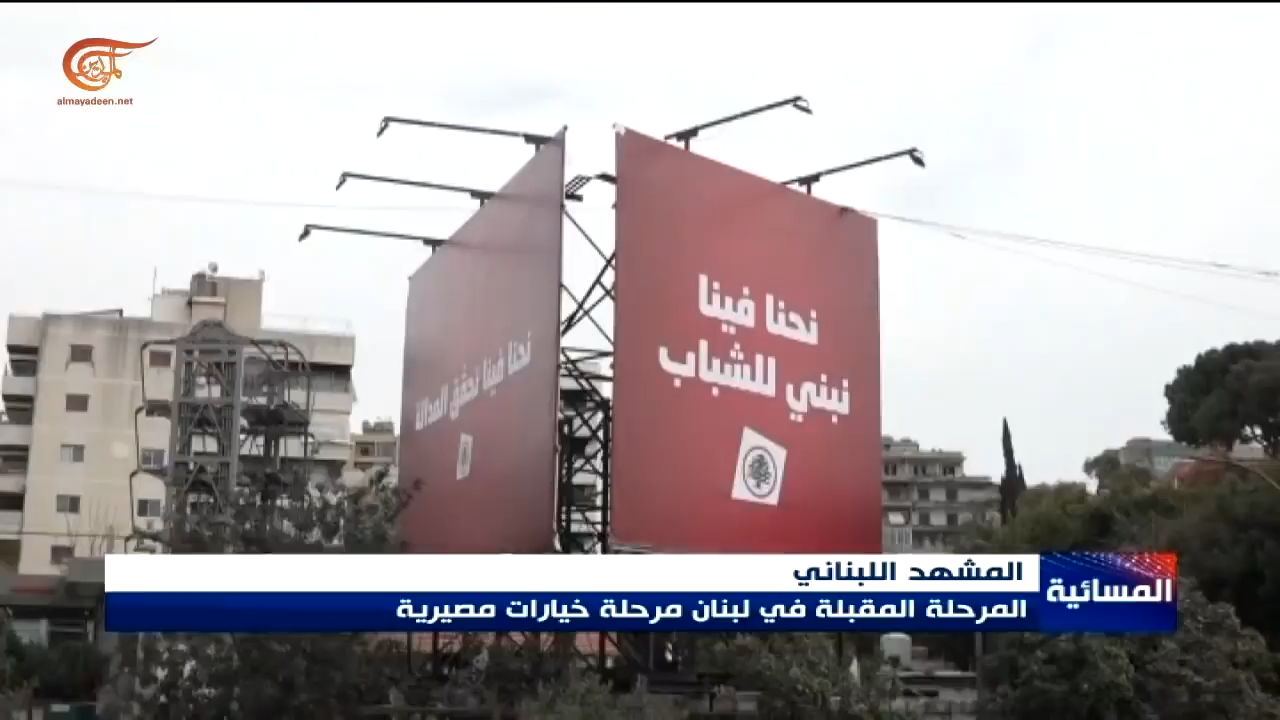 الميادين
almayadeen.net
نحنا فينا
نبني للشباب
نحنا فينا نحقق العدالة
المشهد اللبناني
المسائية
المرحلة المقبلة في لبنان مرحلة خيارات مصيرية